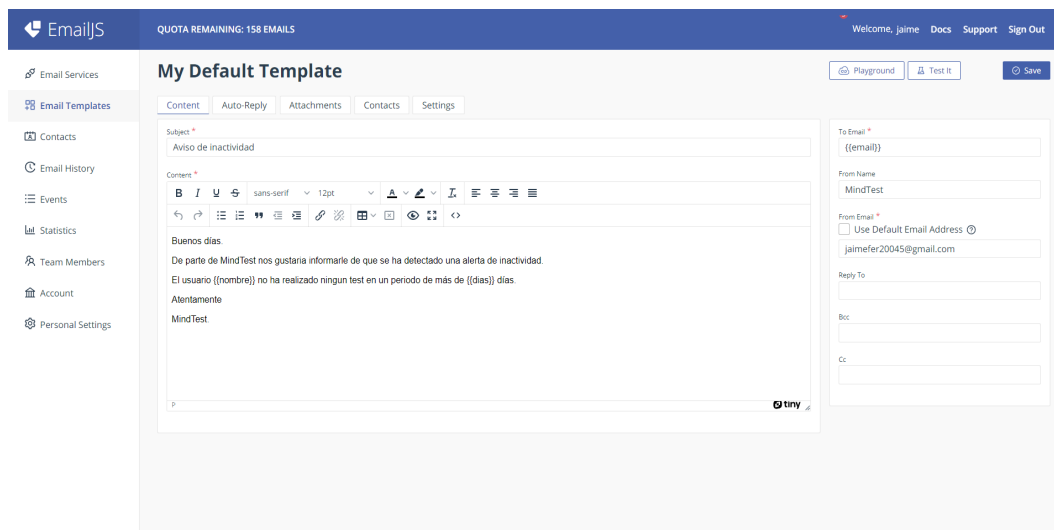 EmailJS
QUOTA REMAINING: 158 EMAILS
Welcome, jaime Docs Support Sign Out
Email Services
Email Templates
Contacts
Email History
Events
Statistics
Team Members
Account
Personal Settings
My Default Template
Playground
Test It
Save
Content Auto-Reply Attachments Contacts Settings
Subject *
Aviso de inactividad
Content *
B I U S sans-serif 12pt A
Buenos días.
De parte de MindTest nos gustaria informarle de que se ha detectado una alerta de inactividad.
El usuario {{nombre}} no ha realizado ningun test en un periodo de más de {{dias}} días.
Atentamente
MindTest.
P
tiny
To Email *
{{email}}
From Name
MindTest
From Email *
Use Default Email Address
jaimefer20045@gmail.com
Reply To
Bcc
Cc